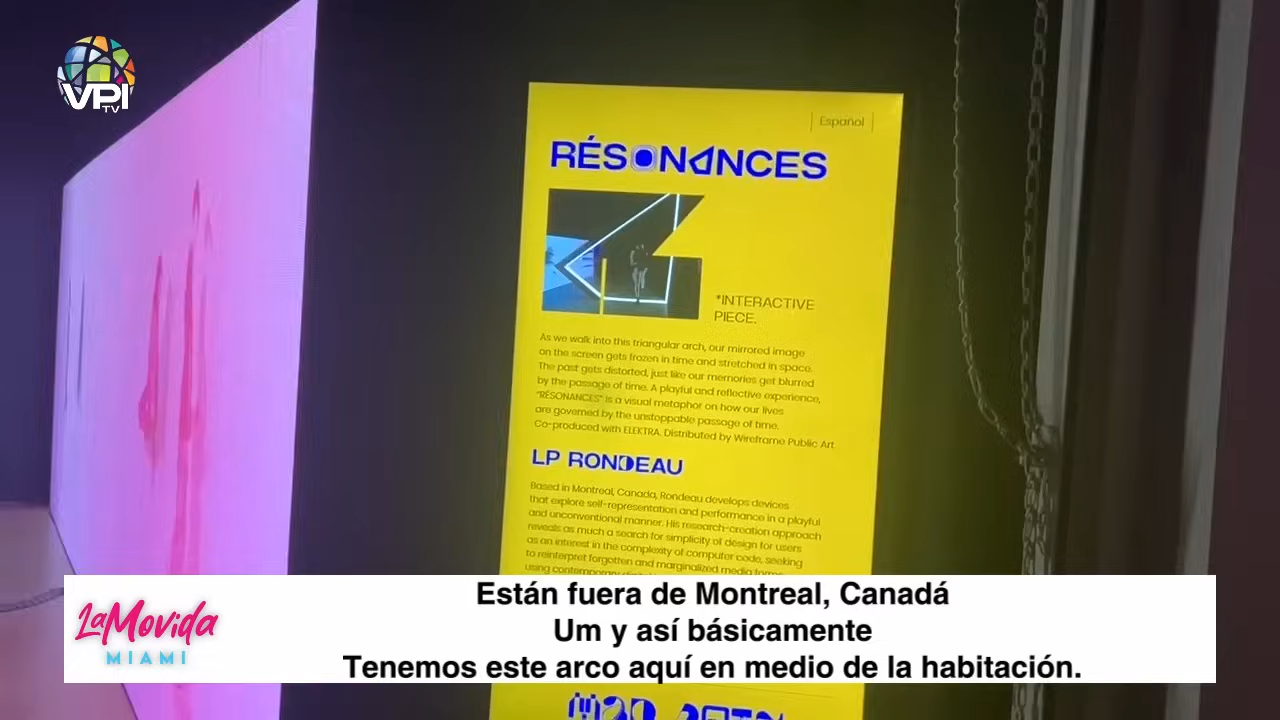 VPI
TV
Español
RÉSONANCES
*INTERACTIVE
PIECE.
As we walk into this triangular arch, our mirrored image
on the screen gets frozen in time and stretched in space.
The past gets distorted, just like our memories get blurred
by the passage of time. A playful and reflective experience,
"RÉSONANCES" is a visual metaphor on how our lives
are governed by the unstoppable passage of time.
Co-produced with ELEKTRA. Distributed by Wireframe Public Art.
LP RONDEAU
Based in Montreal, Canada, Rondeau develops devices
that explore self-representation and performance in a playful
and unconventional manner. His research-creation approach
reveals as much a search for simplicity of design for users
as an interest in the complexity of computer code, seeking
to reinterpret forgotten and marginalized media forms
using contemporary
La Movida
MIAMI
Están fuera de Montreal, Canadá
Um y así básicamente
Tenemos este arco aquí en medio de la habitación.